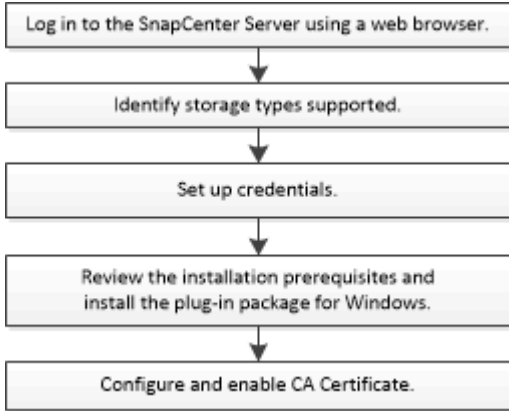 Log in to the SnapCenter Server using a web browser.
Identify storage types supported.
Set up credentials.
Review the installation prerequisites and
install the plug-in package for Windows.
Configure and enable CA Certificate.